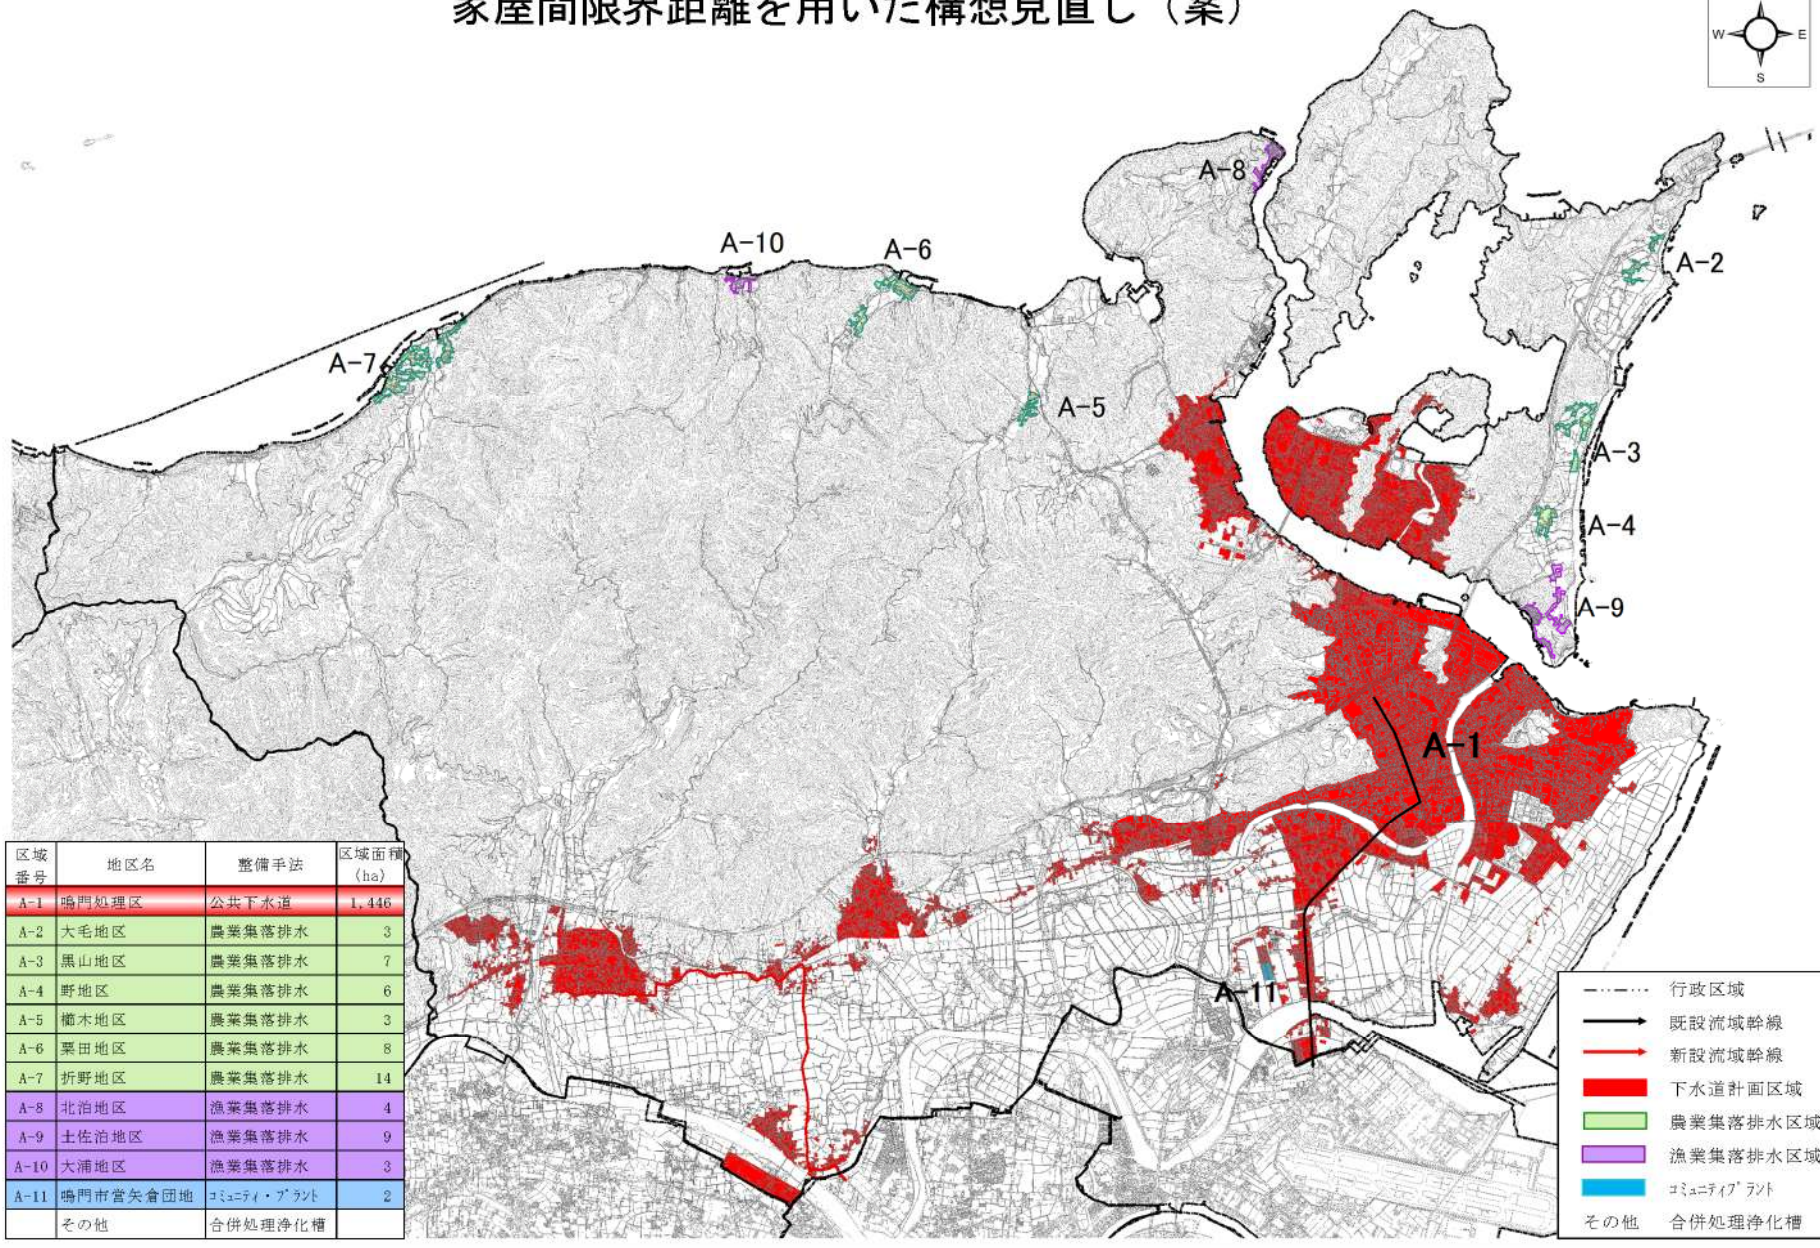 家屋間限界距離を用いた構想見直し（案）
W E
S
A-8
A-10
A-6
A-2
A-7
A-5
A-3
A-4
A-9
A-1
A-11
区域番号 地区名 整備手法 区域面積(ha)
A-1 鳴門処理区 公共下水道 1,446
A-2 大毛地区 農業集落排水 3
A-3 黒山地区 農業集落排水 7
A-4 野地区 農業集落排水 6
A-5 櫛木地区 農業集落排水 3
A-6 粟田地区 農業集落排水 8
A-7 折野地区 農業集落排水 14
A-8 北泊地区 漁業集落排水 4
A-9 土佐泊地区 漁業集落排水 9
A-10 大浦地区 漁業集落排水 3
A-11 鳴門市営矢倉団地 ｺﾐｭﾆﾃｨ・ﾌﾟﾗﾝﾄ 2
その他 合併処理浄化槽
行政区域
既設流域幹線
新設流域幹線
下水道計画区域
農業集落排水区域
漁業集落排水区域
ｺﾐｭﾆﾃｨﾌﾟﾗﾝﾄ
その他 合併処理浄化槽